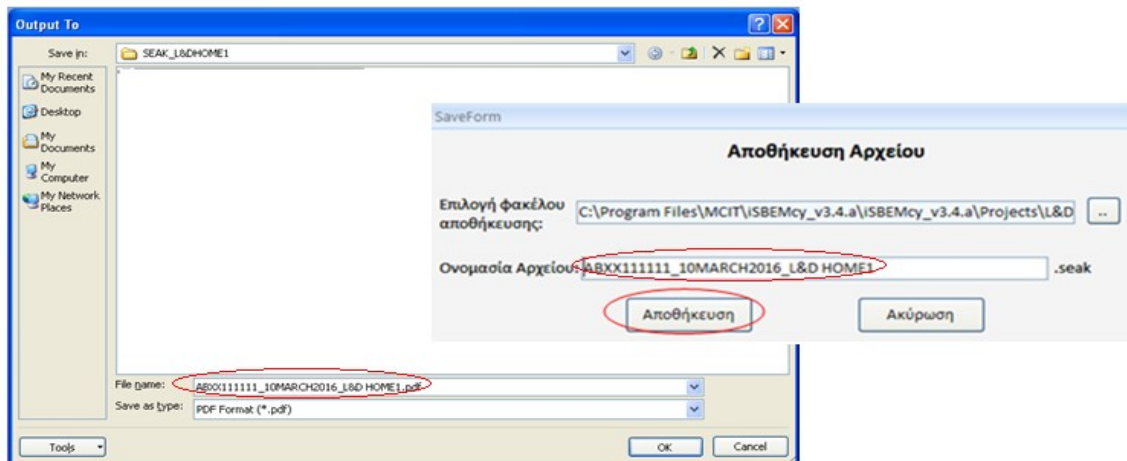 Output To
Save in:
SEAK_L&DHOME1
My Recent
Documents
Desktop
My
Documents
My
Computer
My Network
Places
File name:
ABXX111111_10MARCH2016_L&D HOME1.pdf
Save as type:
PDF Format (*.pdf)
Tools
OK
Cancel
SaveForm
Αποθήκευση Αρχείου
Επιλογή φακέλου
αποθήκευσης:
C:\Program Files\MCIT\iSBEMcy_v3.4.a\iSBEMcy_v3.4.a\Projects\L&D
..
Ονομασία Αρχείου:
ABXX111111_10MARCH2016_L&D HOME1
.seak
Αποθήκευση
Ακύρωση